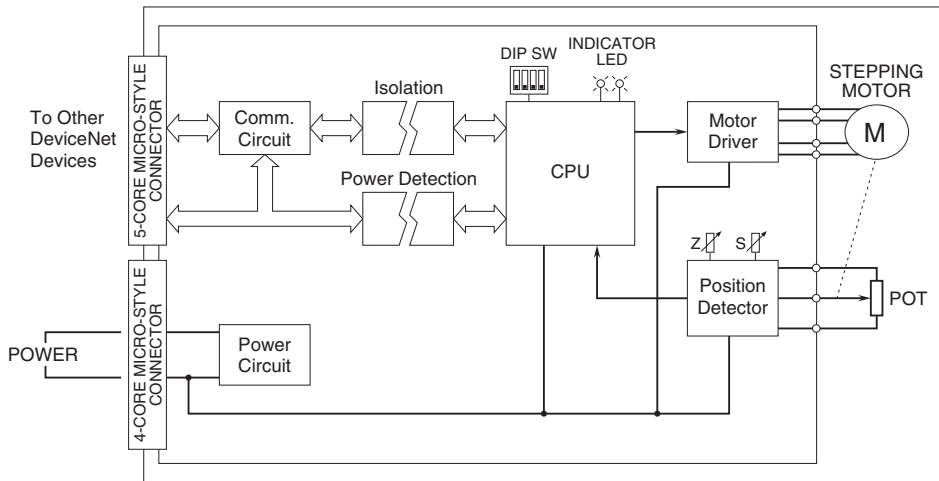 To Other
DeviceNet
Devices
5-CORE MICRO-STYLE
CONNECTOR
Comm.
Circuit
Isolation
Power Detection
DIP SW
INDICATOR
LED
CPU
Motor
Driver
STEPPING
MOTOR
M
Z
S
Position
Detector
POT
POWER
4-CORE MICRO-STYLE
CONNECTOR
Power
Circuit